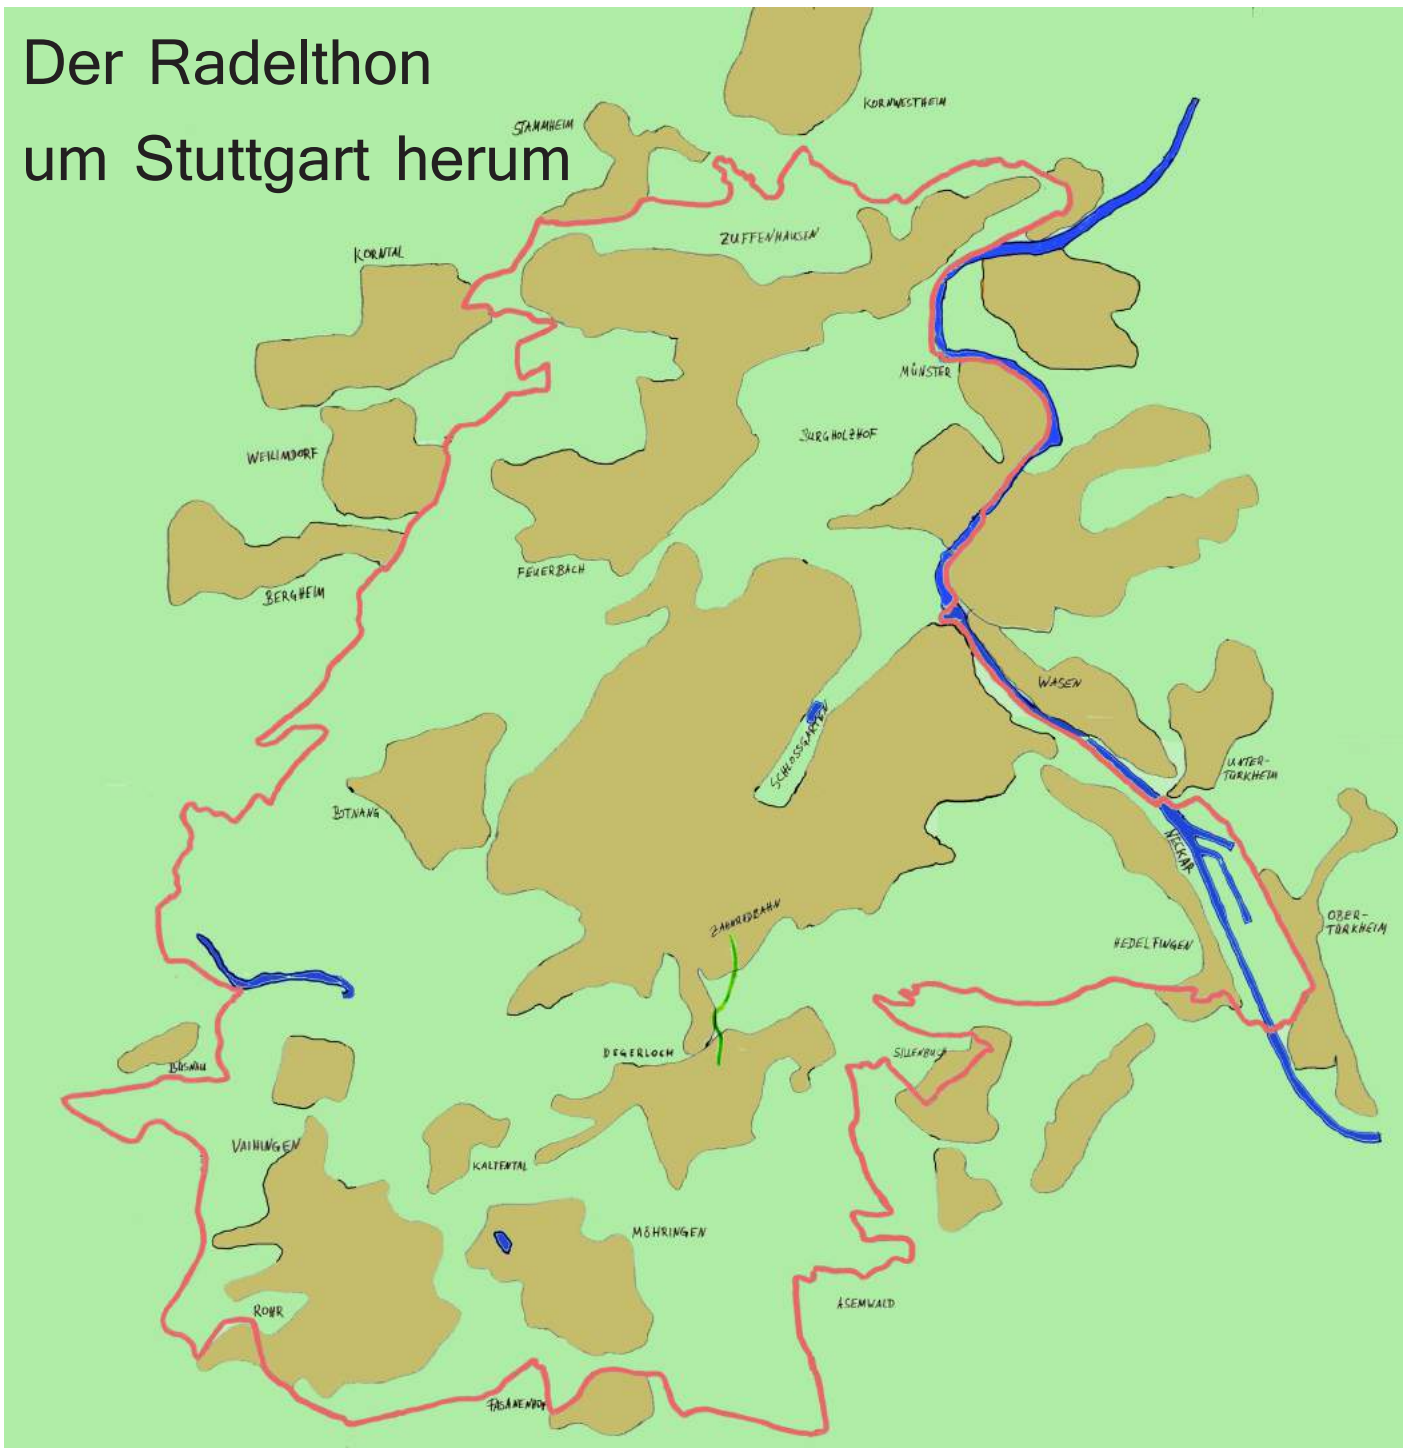 Der Radelthon
um Stuttgart herum
KORNWESTHEIM
STAMMHEIM
ZUFFENHAUSEN
KORNTAL
MÜNSTER
BURGHOLZHOF
WEILIMDORF
FEUERBACH
BERGHEIM
WASEN
SCHLOSSGARTEN
UNTER-
TÜRKHEIM
BOTNANG
NECKAR
ZAHNRADBAHN
OBER-
TÜRKHEIM
HEDELFINGEN
DEGERLOCH
SILLENBUCH
BÜSNAU
VAIHINGEN
KALTENTAL
MÖHRINGEN
ASEMWALD
ROHR
FASANENHOF